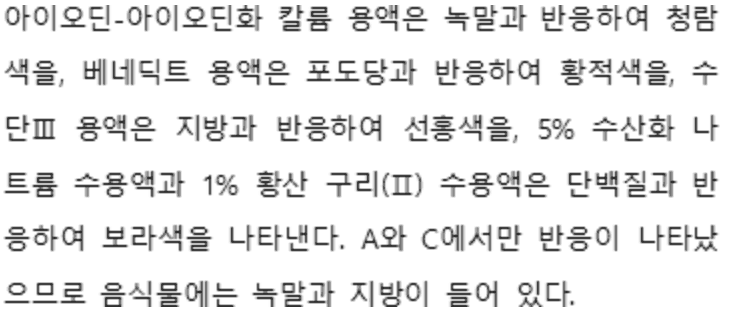 아이오딘-아이오딘화 칼륨 용액은 녹말과 반응하여 청람
색을, 베네딕트 용액은 포도당과 반응하여 황적색을, 수
단Ⅲ 용액은 지방과 반응하여 선홍색을, 5% 수산화 나
트륨 수용액과 1% 황산 구리(Ⅱ) 수용액은 단백질과 반
응하여 보라색을 나타낸다. A와 C에서만 반응이 나타났
으므로 음식물에는 녹말과 지방이 들어 있다.